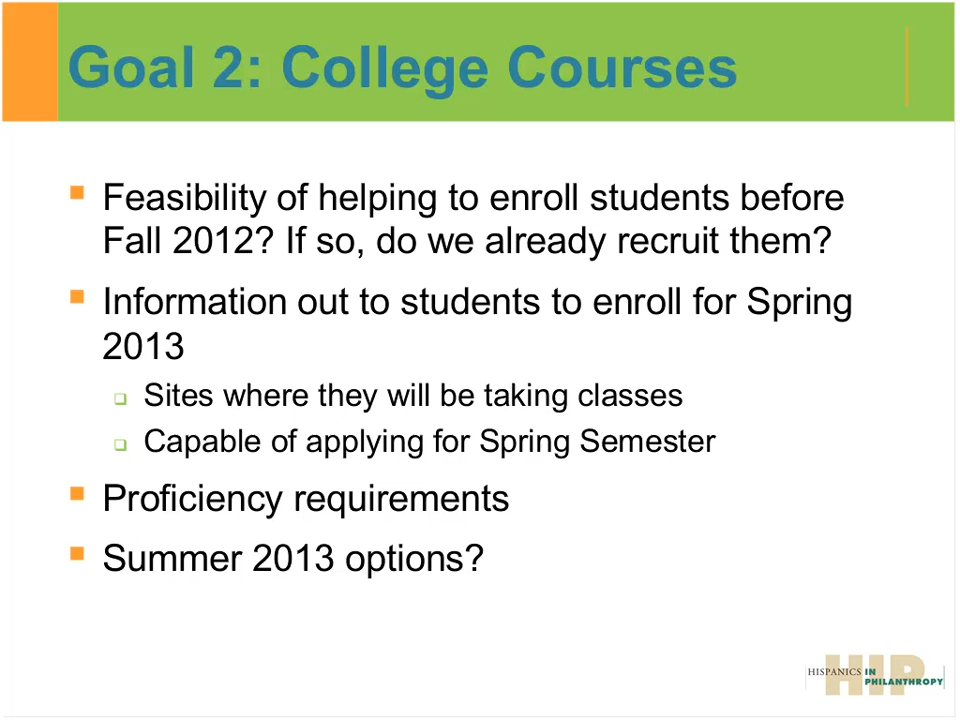 Goal 2: College Courses
Feasibility of helping to enroll students before
Fall 2012? If so, do we already recruit them?
Information out to students to enroll for Spring
2013
Sites where they will be taking classes
Capable of applying for Spring Semester
Proficiency requirements
Summer 2013 options?
HIP
HISPANICS IN
PHILANTHROPY